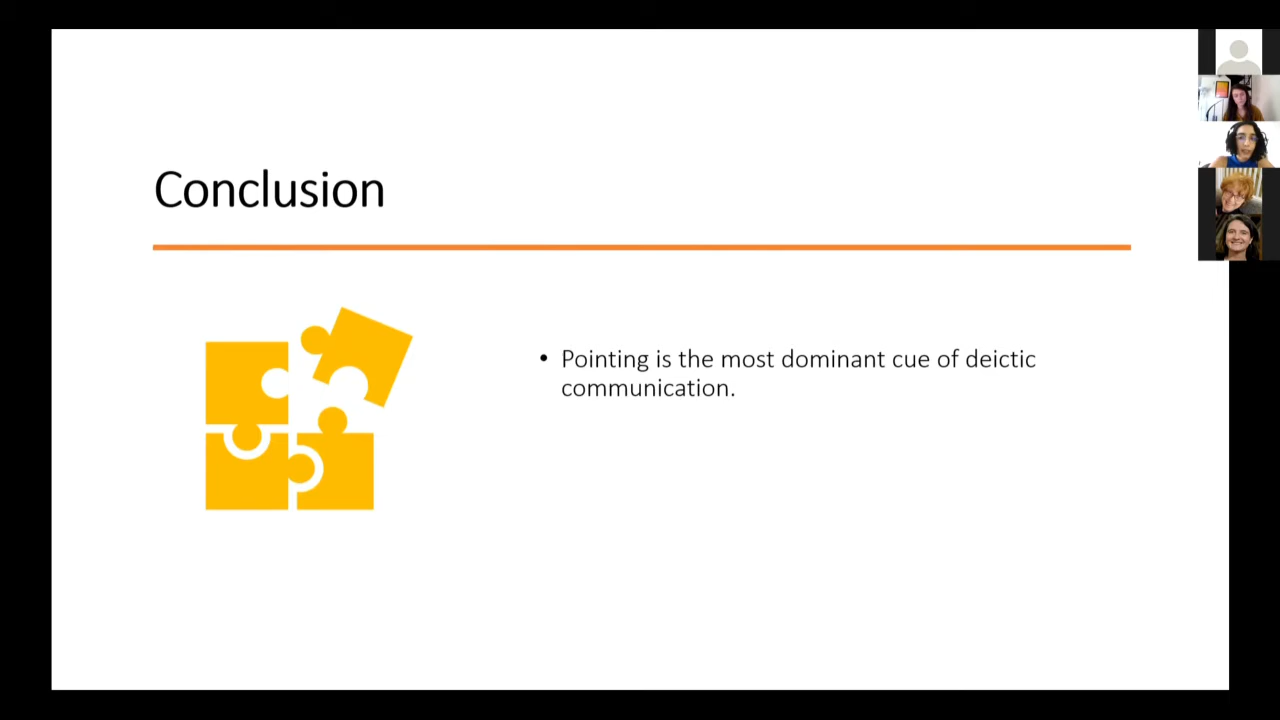 Conclusion
• Pointing is the most dominant cue of deictic
communication.